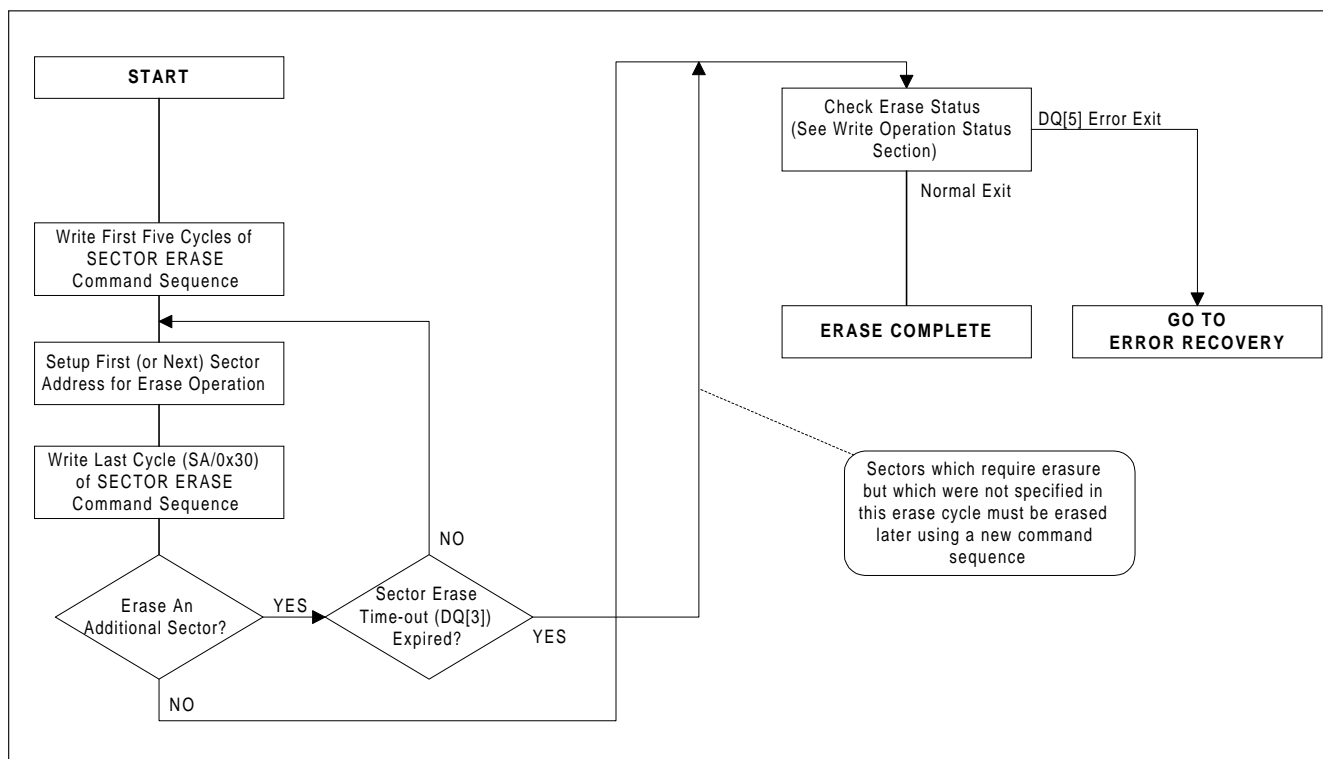 START
Write First Five Cycles of
SECTOR ERASE
Command Sequence
Setup First (or Next) Sector
Address for Erase Operation
Write Last Cycle (SA/0x30)
of SECTOR ERASE
Command Sequence
Erase An
Additional Sector?
YES
NO
Sector Erase
Time-out (DQ[3])
Expired?
NO
YES
Check Erase Status
(See Write Operation Status
Section)
DQ[5] Error Exit
Normal Exit
ERASE COMPLETE
GO TO
ERROR RECOVERY
Sectors which require erasure
but which were not specified in
this erase cycle must be erased
later using a new command
sequence